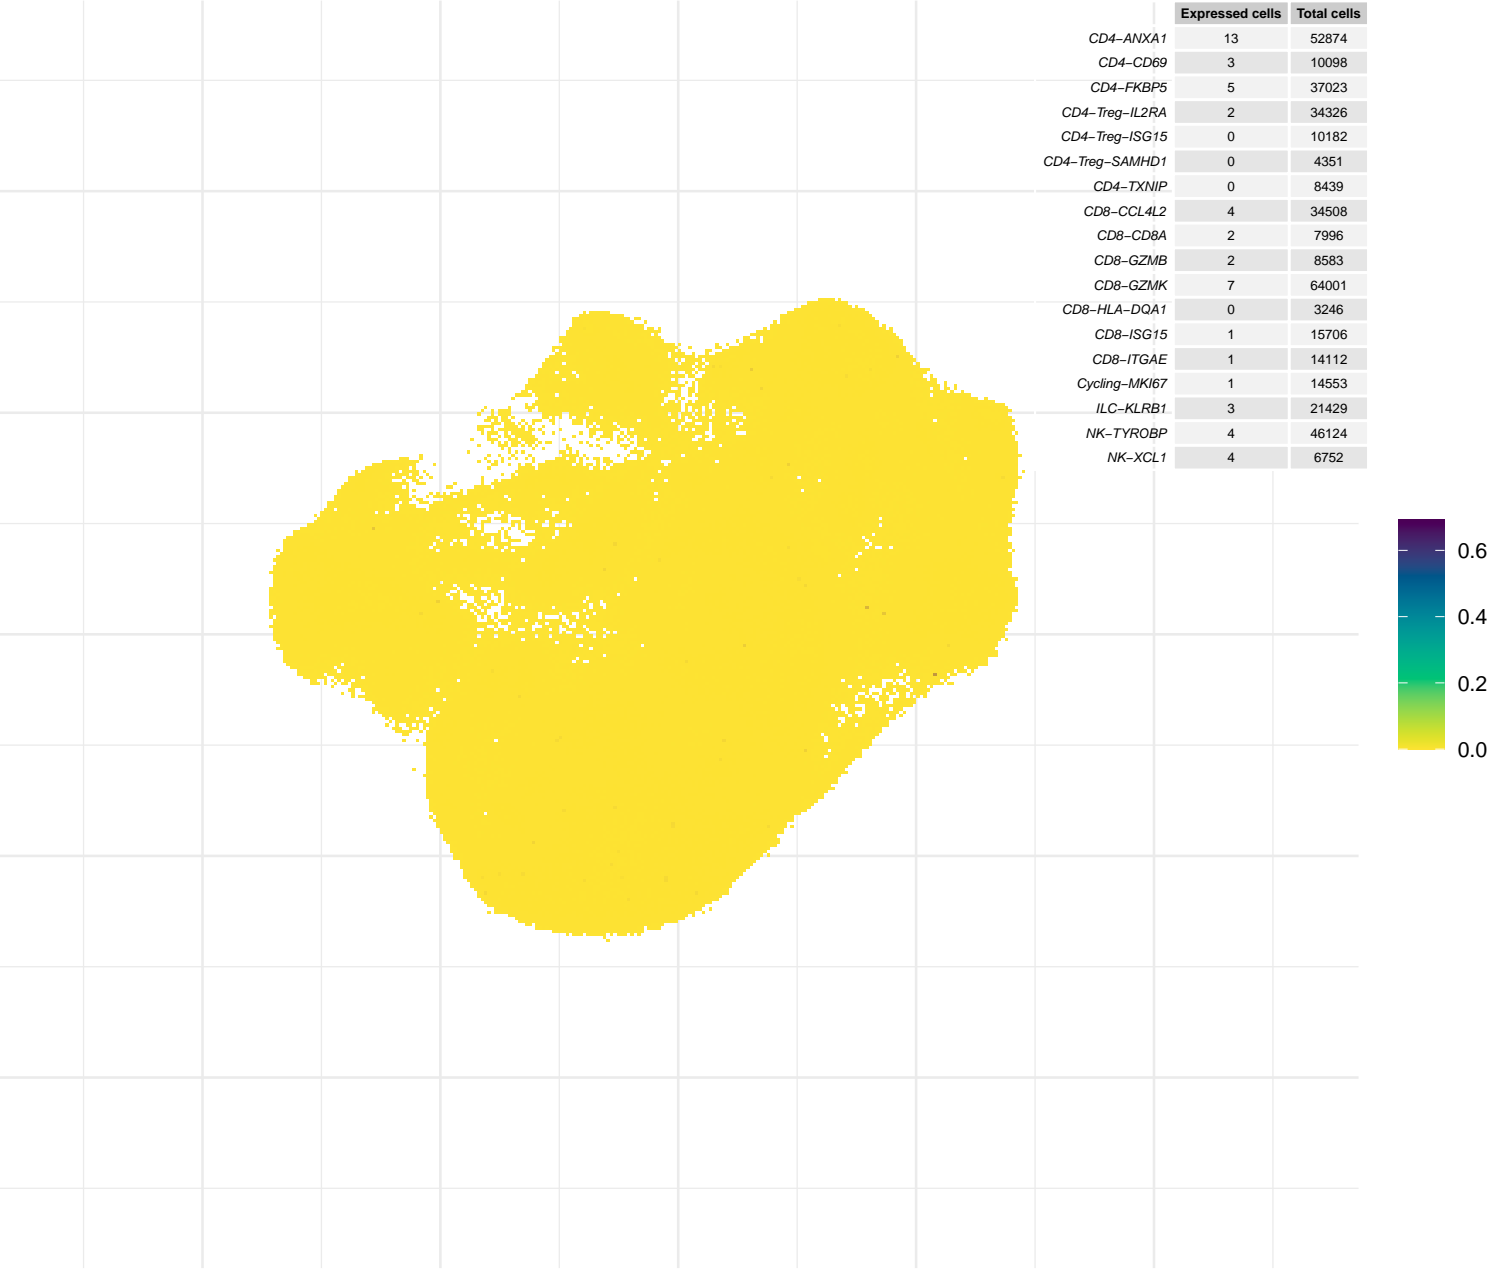 Expressed cells Total cells
CD4−ANXA1 13 52874
CD4−CD69 3 10098
CD4−FKBP5 5 37023
CD4−Treg−IL2RA 2 34326
CD4−Treg−ISG15 0 10182
CD4−Treg−SAMHD1 0 4351
CD4−TXNIP 0 8439
CD8−CCL4L2 4 34508
CD8−CD8A 2 7996
CD8−GZMB 2 8583
CD8−GZMK 7 64001
CD8−HLA−DQA1 0 3246
CD8−ISG15 1 15706
CD8−ITGAE 1 14112
Cycling−MKI67 1 14553
ILC−KLRB1 3 21429
NK−TYROBP 4 46124
NK−XCL1 4 6752
0.6
0.4
0.2
0.0